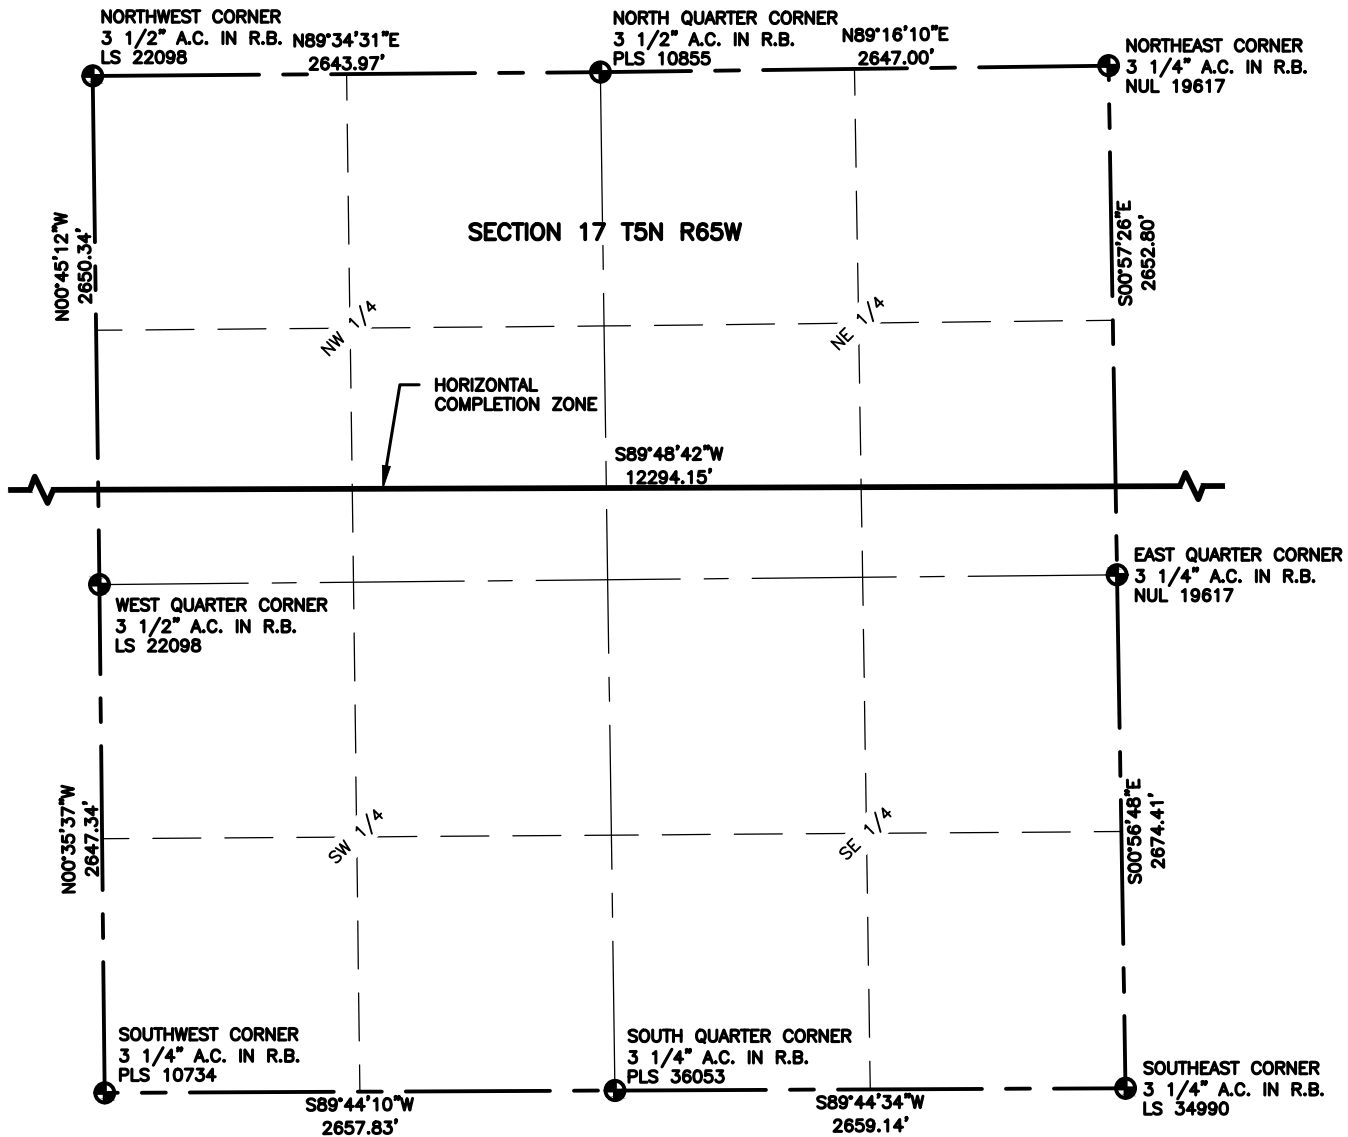 NORTHWEST CORNER
3 1/2" A.C. IN R.B.
LS 22098
N89°34'31"E
2643.97'
NORTH QUARTER CORNER
3 1/2" A.C. IN R.B.
PLS 10855
N89°16'10"E
2647.00'
NORTHEAST CORNER
3 1/4" A.C. IN R.B.
NUL 19617
N00°45'12"W
2650.34'
SECTION 17 T5N R65W
S00°57'26"E
2652.80'
NW 1/4
NE 1/4
HORIZONTAL
COMPLETION ZONE
S89°48'42"W
12294.15'
WEST QUARTER CORNER
3 1/2" A.C. IN R.B.
LS 22098
EAST QUARTER CORNER
3 1/4" A.C. IN R.B.
NUL 19617
N00°35'37"W
2647.34'
SW 1/4
SE 1/4
S00°56'48"E
2674.41'
SOUTHWEST CORNER
3 1/4" A.C. IN R.B.
PLS 10734
S89°44'10"W
2657.83'
SOUTH QUARTER CORNER
3 1/4" A.C. IN R.B.
PLS 36053
S89°44'34"W
2659.14'
SOUTHEAST CORNER
3 1/4" A.C. IN R.B.
LS 34990